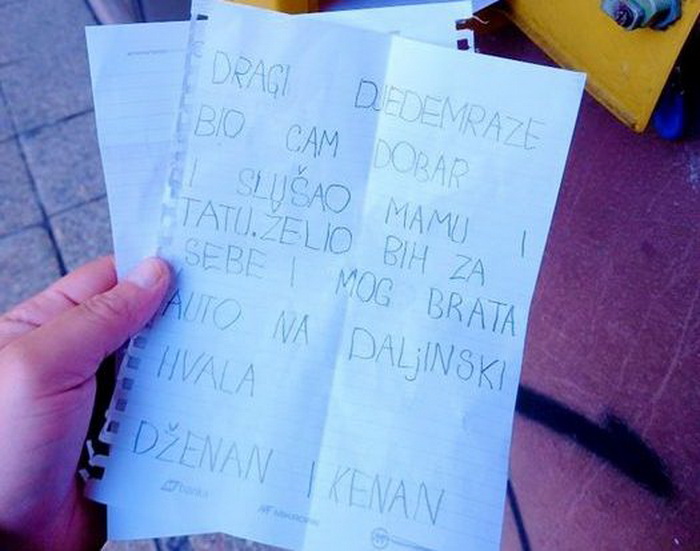 DRAGI DJEDEMRAZE
BIO CAM DOBAR
I SLUŠAO MAMU I
TATU.ŽELIO BIH ZA
SEBE I MOG BRATA
AUTO NA DALjINSKI
HVALA
DŽENAN I KENAN
banka